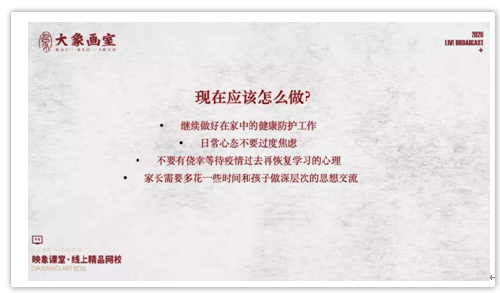 大象画室
2020
LIVE BROADCAST
现在应该怎么做?
• 继续做好在家中的健康防护工作
• 日常心态不要过度焦虑
• 不要有侥幸等待疫情过去再恢复学习的心理
• 家长需要多花一些时间和孩子做深层次的思想交流
TV
映象课堂·线上精品网校
DAXIANG ART EDU